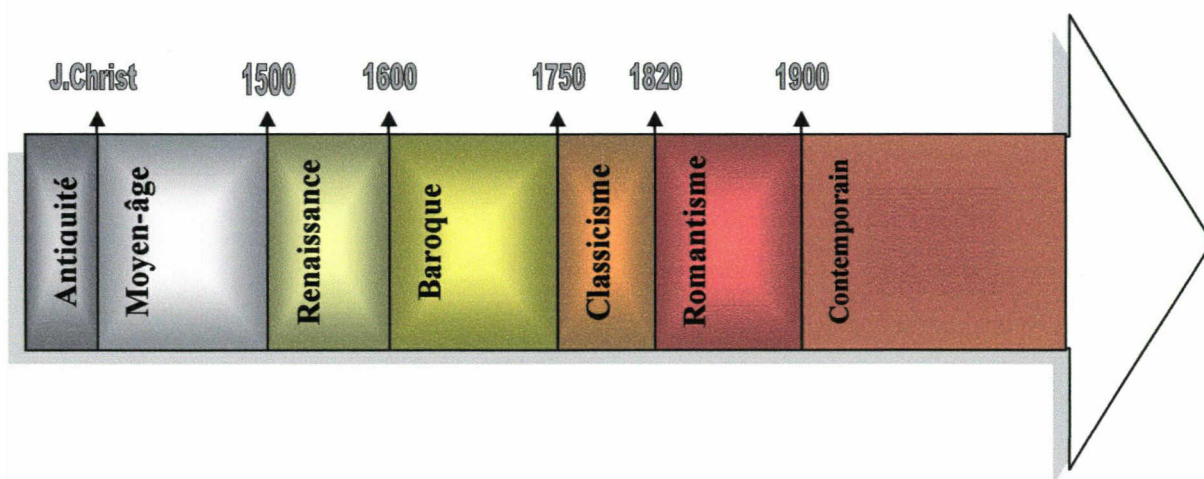 J.Christ 1500 1600 1750 1820 1900
Antiquité
Moyen-âge
Renaissance
Baroque
Classicisme
Romantisme
Contemporain